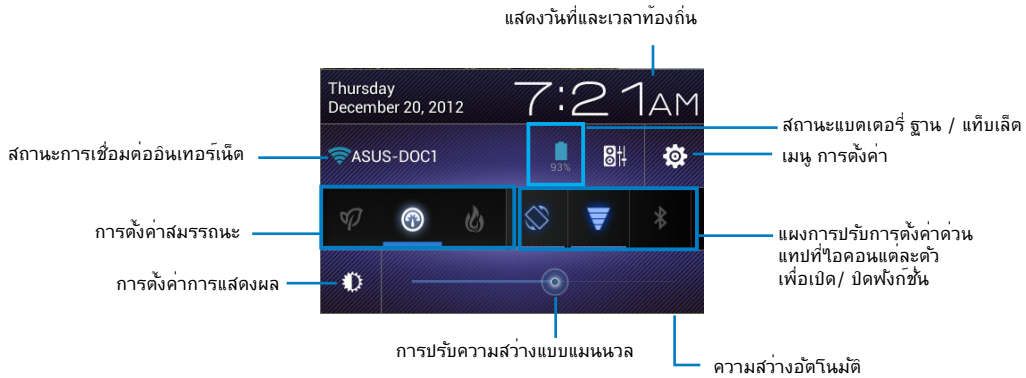 แสดงวันที่และเวลาท้องถิ่น
Thursday
December 20, 2012
7:21AM
สถานะแบตเตอรี่ ฐาน / แท็บเล็ต
สถานะการเชื่อมต่ออินเทอร์เน็ต
ASUS-DOC1
93%
เมนู การตั้งค่า
การตั้งค่าสมรรถนะ
แผงการปรับการตั้งค่าด่วน
แทปที่ไอคอนแต่ละตัว
เพื่อเปิด/ ปิดฟังก์ชั่น
การตั้งค่าการแสดงผล
การปรับความสว่างแบบแมนนวล
ความสว่างอัตโนมัติ